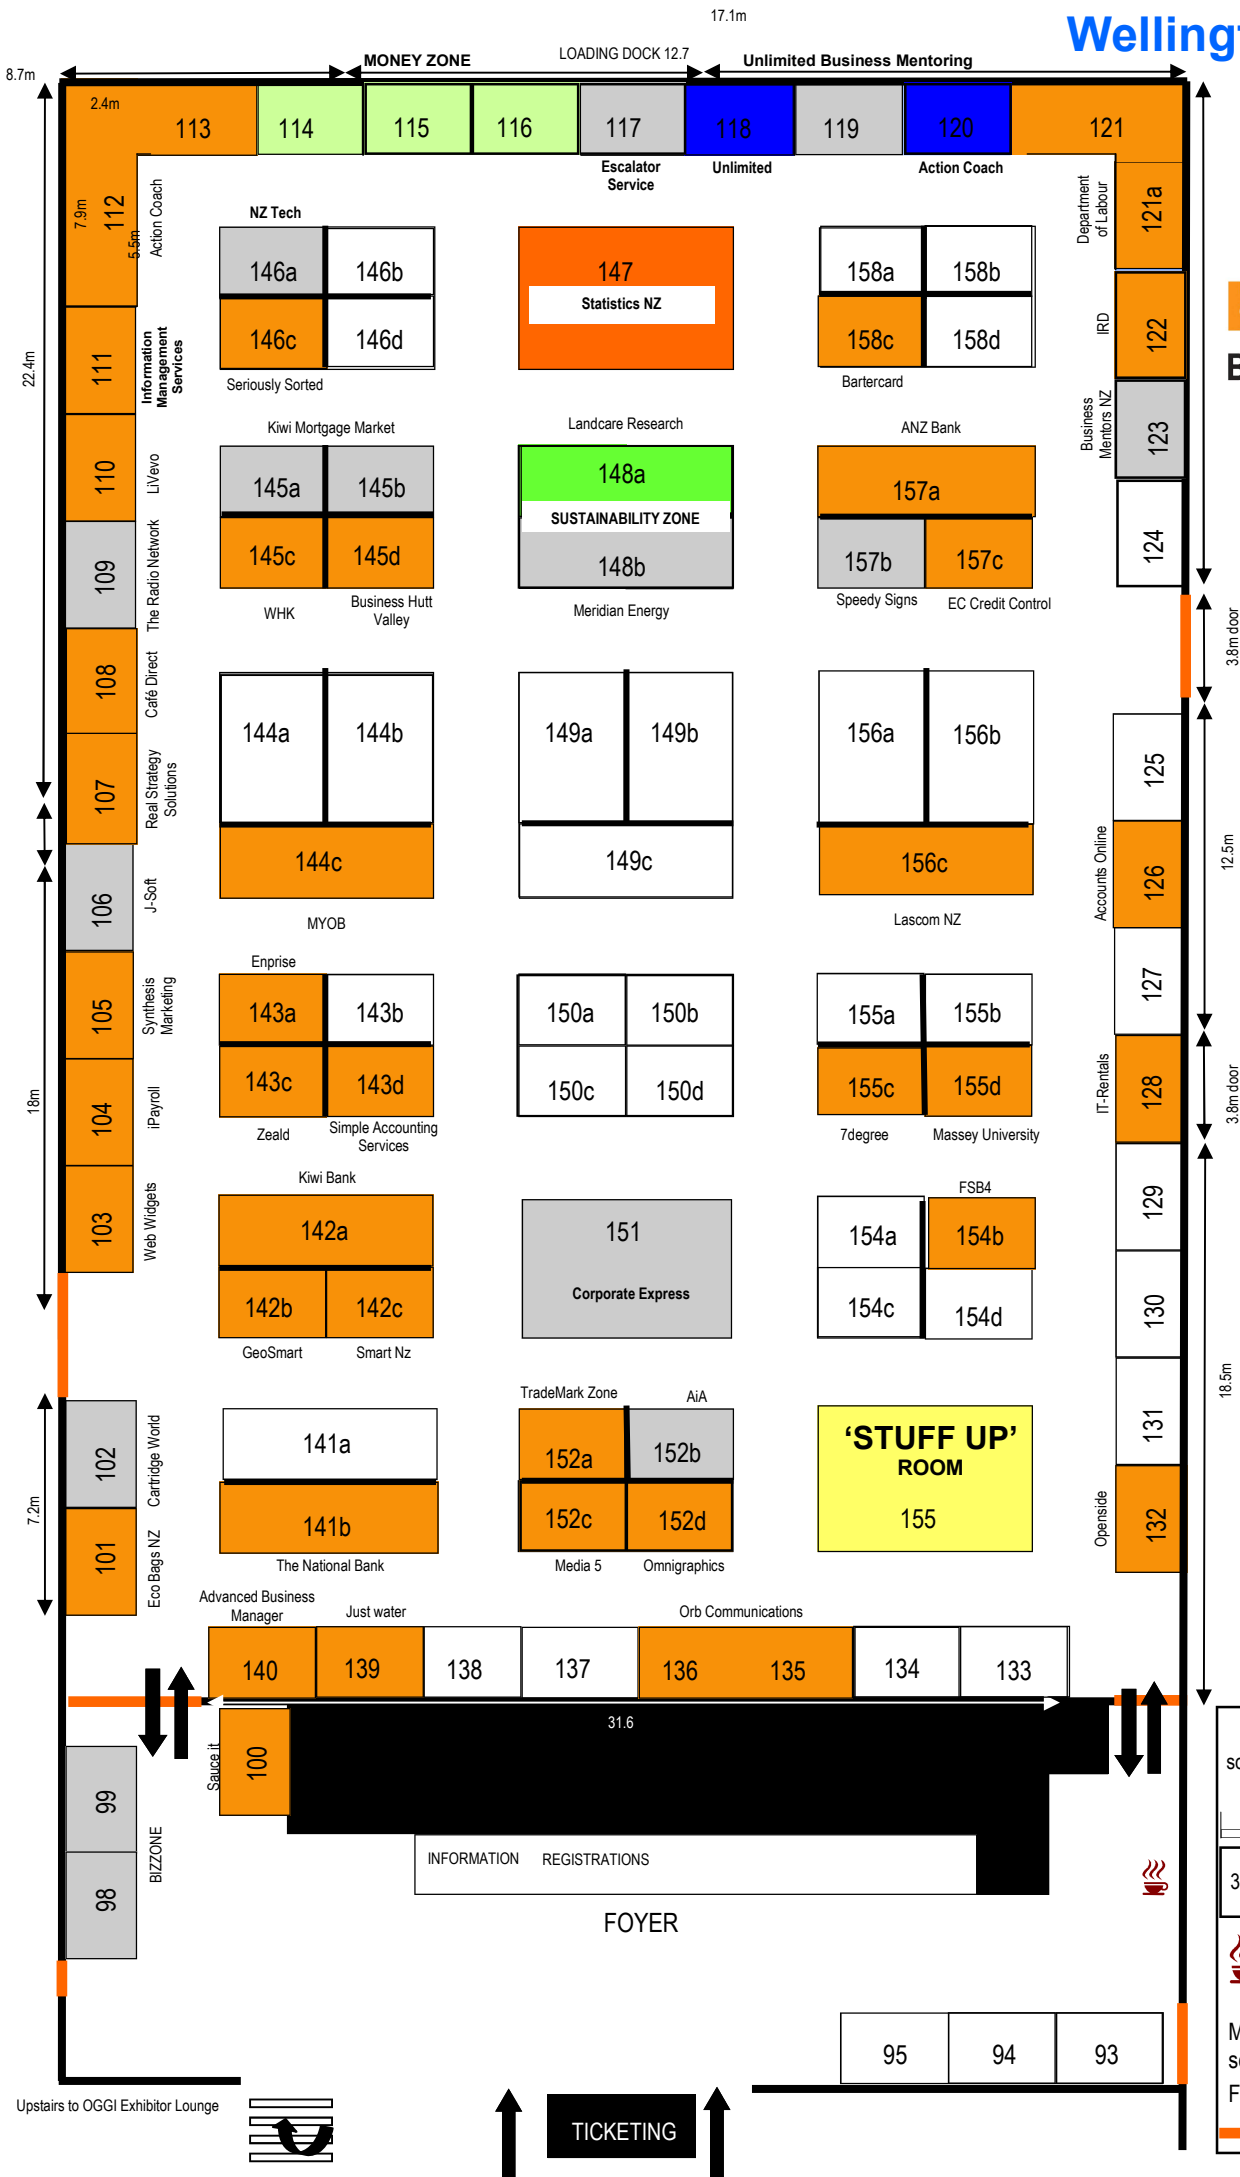 17.1m
Wellingt
8.7m
MONEY ZONE
LOADING DOCK 12.7
Unlimited Business Mentoring
2.4m
113
114
115
116
117
118
119
120
121
Escalator
Service
Unlimited
Action Coach
7.9m
112
5.5m
Action Coach
NZ Tech
146a
146b
146c
146d
Seriously Sorted
147
Statistics NZ
158a
158b
158c
158d
Bartercard
Department
of Labour
121a
IRD
122
B
22.4m
111
Information
Management
Services
110
LiVevo
Kiwi Mortgage Market
145a
145b
145c
145d
WHK
Business Hutt
Valley
Landcare Research
148a
SUSTAINABILITY ZONE
148b
Meridian Energy
ANZ Bank
157a
157b
157c
Speedy Signs
EC Credit Control
Business
Mentors NZ
123
124
109
The Radio Network
108
Café Direct
107
Real Strategy
Solutions
3.8m door
144a
144b
144c
MYOB
149a
149b
149c
156a
156b
156c
Lascom NZ
125
Accounts Online
126
12.5m
127
106
J-Soft
105
Synthesis
Marketing
Enprise
143a
143b
143c
143d
Zeald
Simple Accounting
Services
150a
150b
150c
150d
155a
155b
155c
155d
7degree
Massey University
IT-Rentals
128
3.8m door
18m
104
iPayroll
103
Web Widgets
Kiwi Bank
142a
142b
142c
GeoSmart
Smart Nz
151
Corporate Express
FSB4
154a
154b
154c
154d
129
130
131
18.5m
7.2m
102
Cartridge World
101
Eco Bags NZ
141a
141b
The National Bank
TradeMark Zone
AiA
152a
152b
152c
152d
Media 5
Omnigraphics
‘STUFF UP’
ROOM
155
Openside
132
Advanced Business
Manager
Just water
Orb Communications
140
139
138
137
136
135
134
133
31.6
Sauce it
100
99
98
BIZZONE
INFORMATION
REGISTRATIONS
FOYER
sc
3
95
94
93
M
se
F
Upstairs to OGGI Exhibitor Lounge
TICKETING